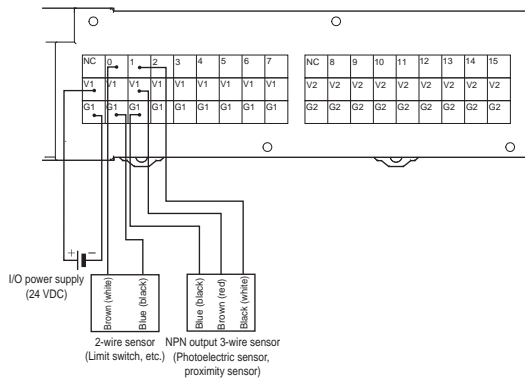 NC 0 1 2 3 4 5 6 7 NC 8 9 10 11 12 13 14 15
V1 V1 V1 V1 V1 V1 V1 V1 V1 V2 V2 V2 V2 V2 V2 V2 V2 V2
G1 G1 G1 G1 G1 G1 G1 G1 G1 G2 G2 G2 G2 G2 G2 G2 G2 G2
+ −
I/O power supply
(24 VDC)
Brown (white)
Blue (black)
Blue (black)
Brown (red)
Black (white)
2-wire sensor
(Limit switch, etc.)
NPN output 3-wire sensor
(Photoelectric sensor,
proximity sensor)